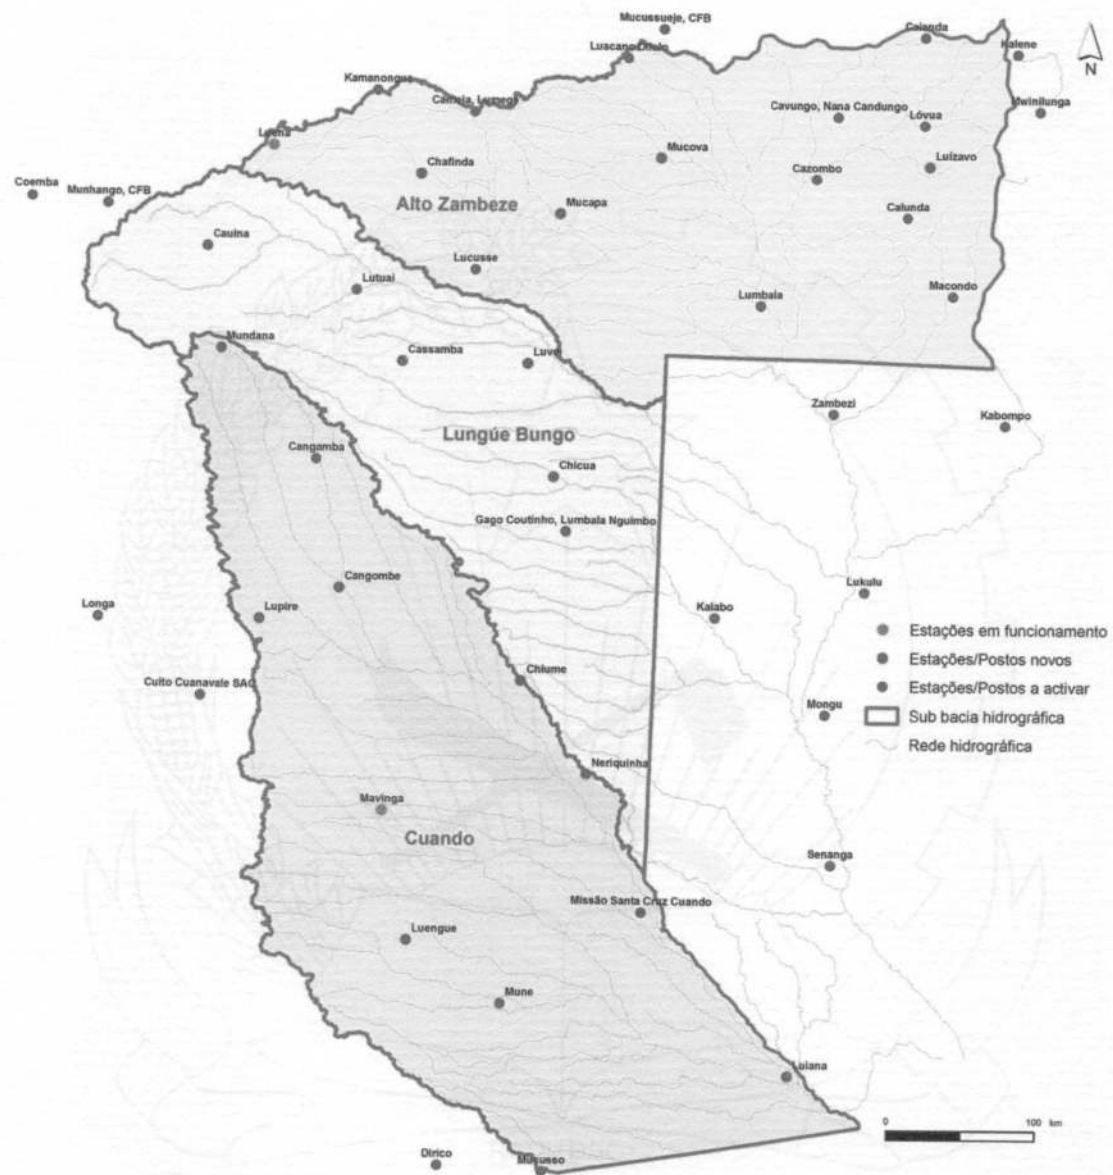 Mucussueje, CFB
Calanda
Kalene
N
Kamanongue
Mwinilunga
Cavungo, Nana Candungo
Lóvua
Mucova
Luizavo
Chafinda
Cazombo
Coemba
Munhango, CFB
Alto Zambeze
Mucapa
Calunda
Cauina
Lucusse
Lutuai
Macondo
Lumbala
Mundana
Cassamba
Zambezi
Kabompo
Lungúe Bungo
Cangamba
Chicua
Gago Coutinho, Lumbala Nguimbo
Cangombe
Lukulu
Longa
Lupire
Kalabo
Estações em funcionamento
Estações/Postos novos
Cuito Cuanavale SAG
Chiume
Estações/Postos a activar
Mongu
Sub bacia hidrográfica
Rede hidrográfica
Neriquinha
Mavinga
Cuando
Senanga
Missão Santa Cruz Cuando
Luengue
Mune
Luiana
0 100 km
Dirico
Mucusso